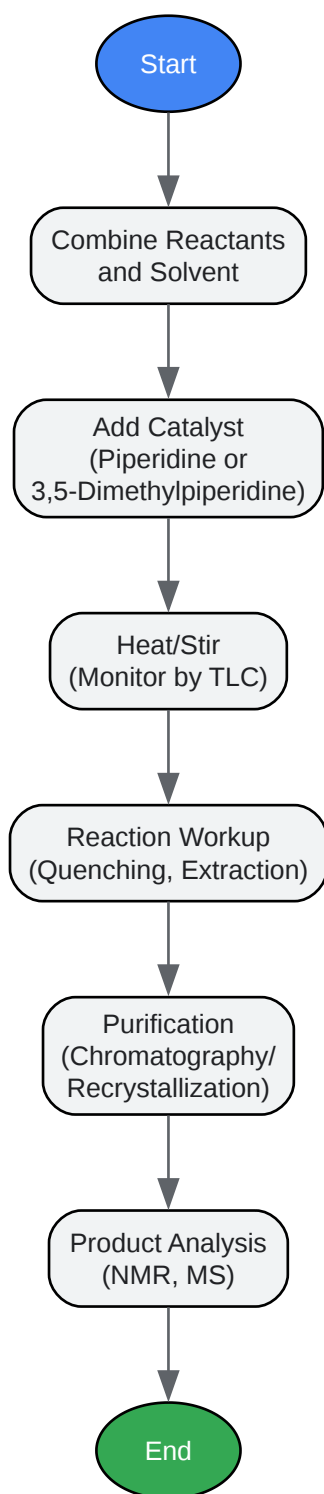 Start
Combine Reactants
and Solvent
Add Catalyst
(Piperidine or
3,5-Dimethylpiperidine)
Heat/Stir
(Monitor by TLC)
Reaction Workup
(Quenching, Extraction)
Purification
(Chromatography/
Recrystallization)
Product Analysis
(NMR, MS)
End